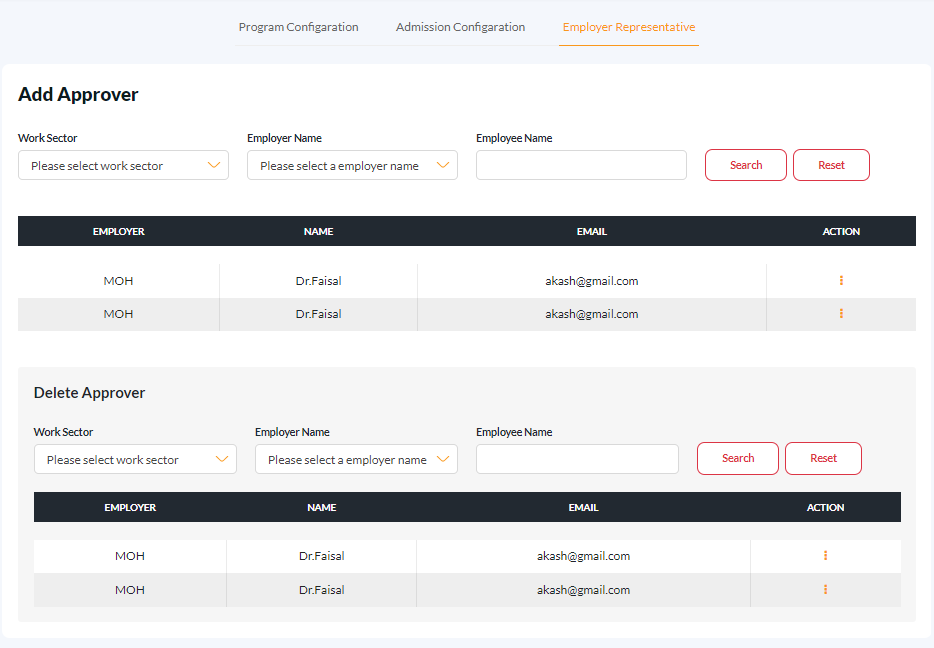 Program Configaration Admission Configaration Employer Representative
Add Approver
Work Sector Employer Name Employee Name
Please select work sector Please select a employer name Search Reset
EMPLOYER NAME EMAIL ACTION
MOH Dr.Faisal akash@gmail.com
MOH Dr.Faisal akash@gmail.com
Delete Approver
Work Sector Employer Name Employee Name
Please select work sector Please select a employer name Search Reset
EMPLOYER NAME EMAIL ACTION
MOH Dr.Faisal akash@gmail.com
MOH Dr.Faisal akash@gmail.com